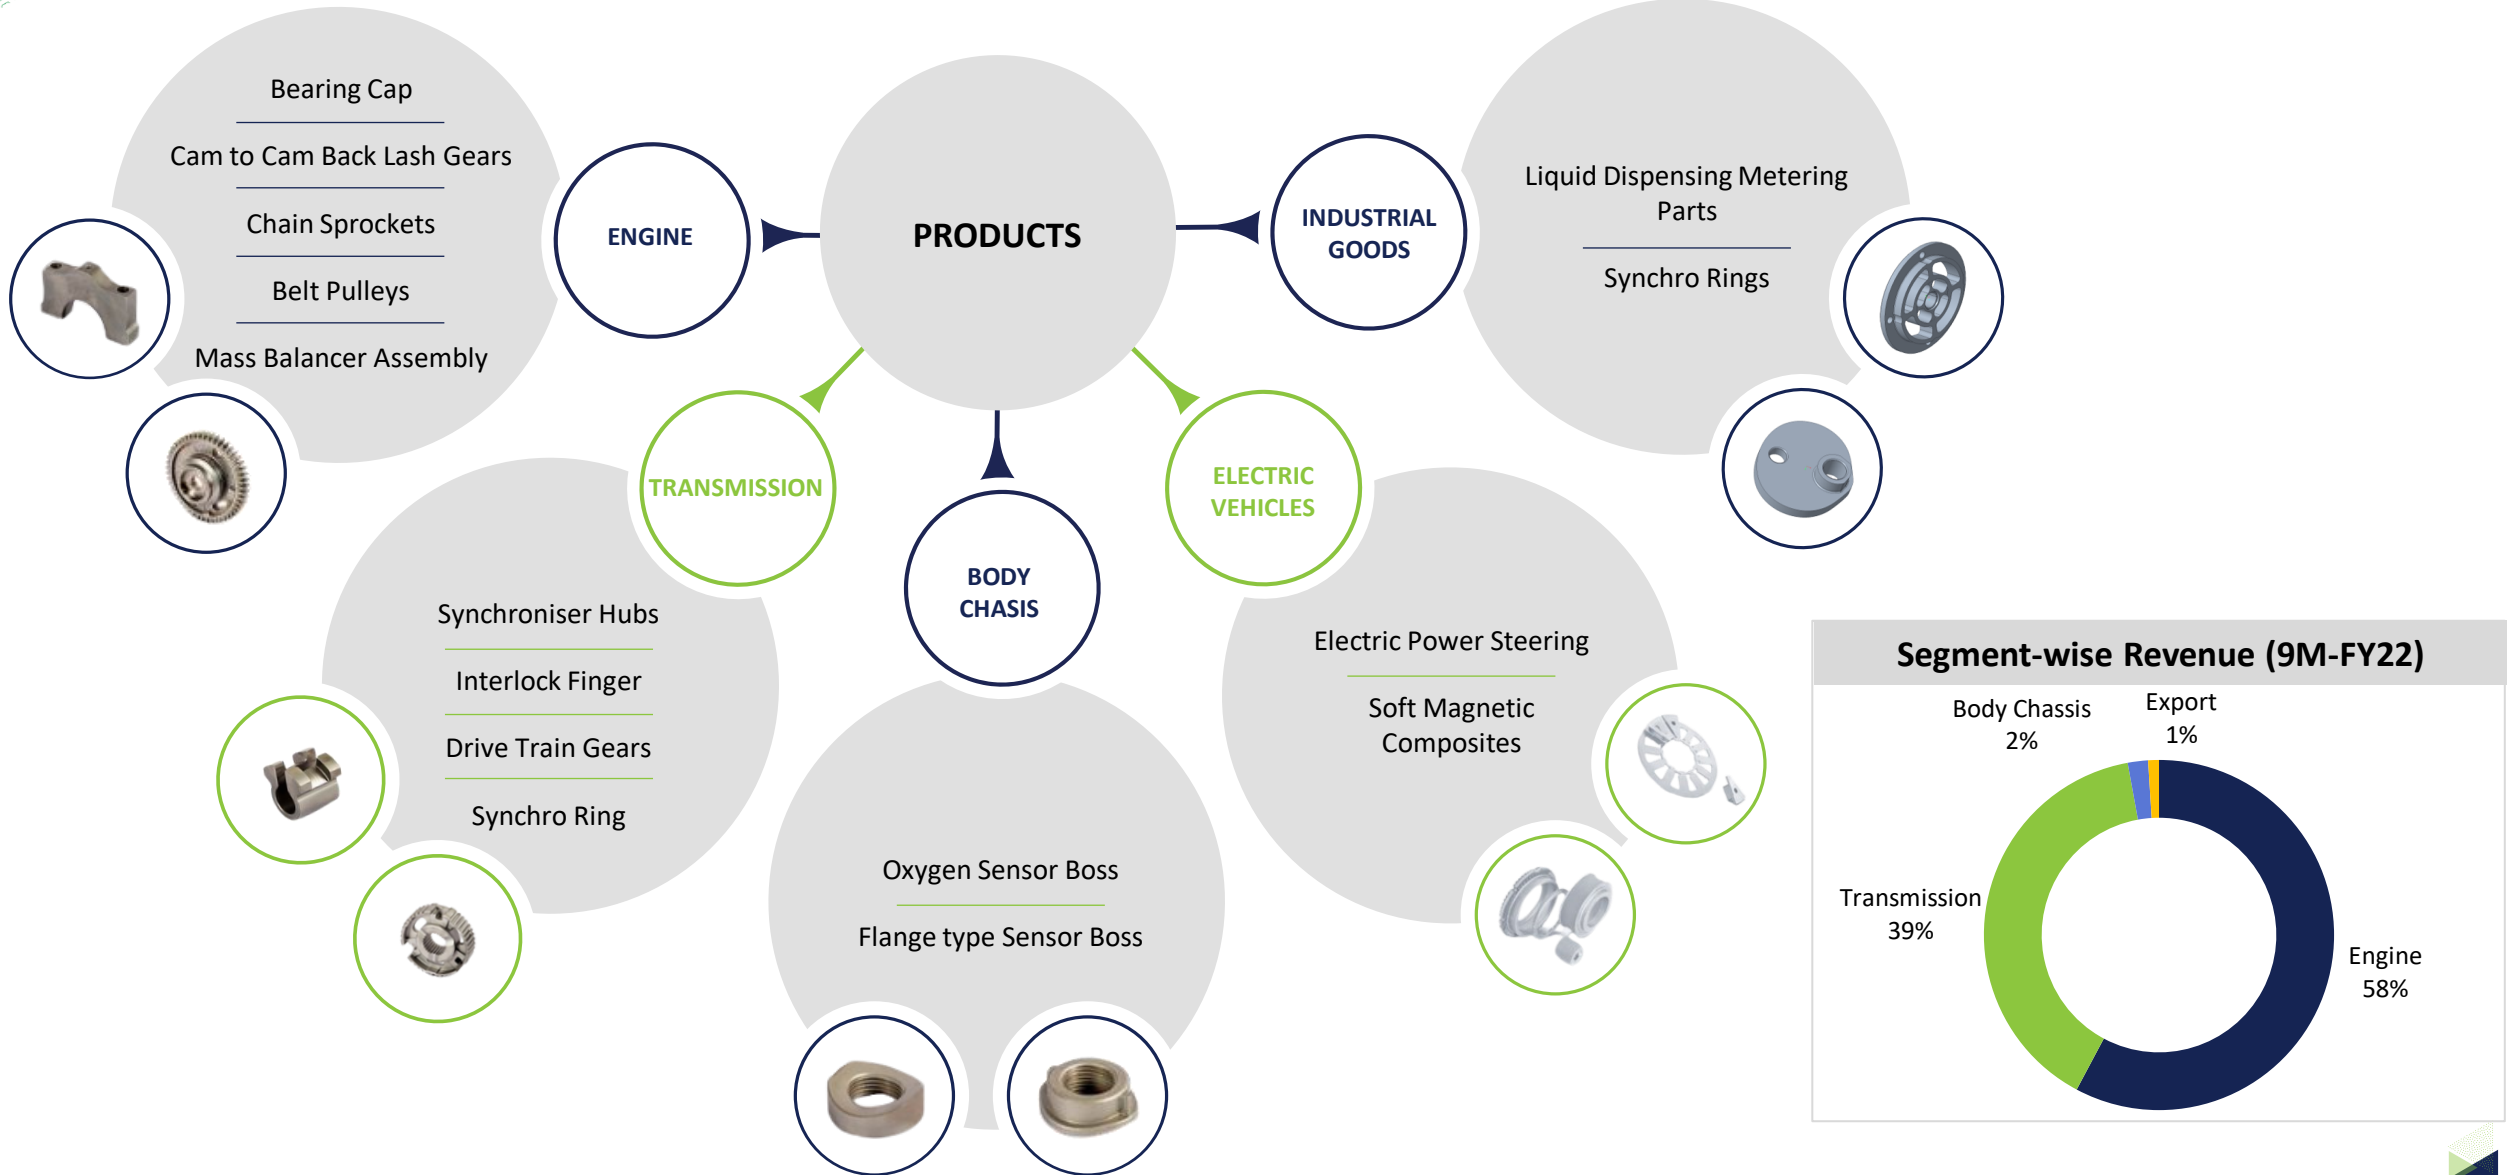 PRODUCTS
ENGINE
Bearing Cap
Cam to Cam Back Lash Gears
Chain Sprockets
Belt Pulleys
Mass Balancer Assembly
TRANSMISSION
Synchroniser Hubs
Interlock Finger
Drive Train Gears
Synchro Ring
BODY
CHASIS
Oxygen Sensor Boss
Flange type Sensor Boss
ELECTRIC
VEHICLES
Electric Power Steering
Soft Magnetic
Composites
INDUSTRIAL
GOODS
Liquid Dispensing Metering
Parts
Synchro Rings
Segment-wise Revenue (9M-FY22)
Body Chassis
2%
Export
1%
Transmission
39%
Engine
58%